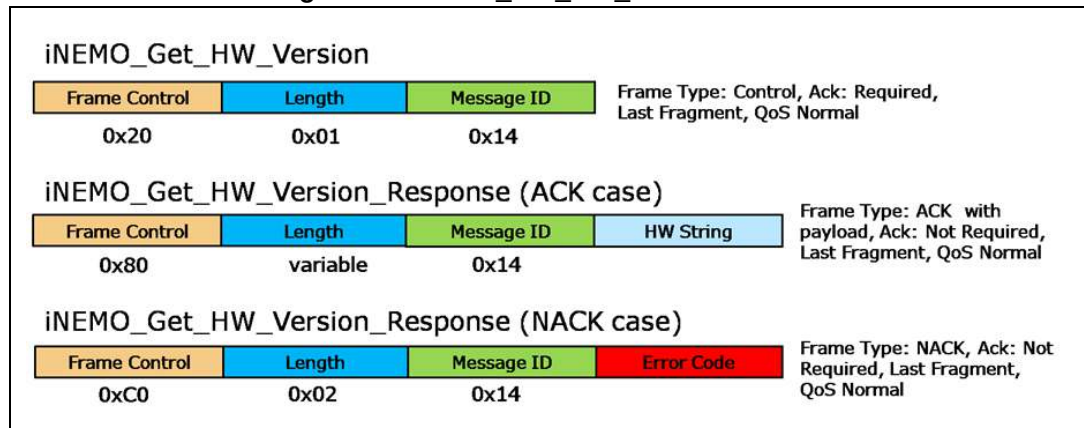 iNEMO_Get_HW_Version
Frame Control Length Message ID
0x20 0x01 0x14
Frame Type: Control, Ack: Required,
Last Fragment, QoS Normal
iNEMO_Get_HW_Version_Response (ACK case)
Frame Control Length Message ID HW String
0x80 variable 0x14
Frame Type: ACK with
payload, Ack: Not Required,
Last Fragment, QoS Normal
iNEMO_Get_HW_Version_Response (NACK case)
Frame Control Length Message ID Error Code
0xC0 0x02 0x14
Frame Type: NACK, Ack: Not
Required, Last Fragment,
QoS Normal